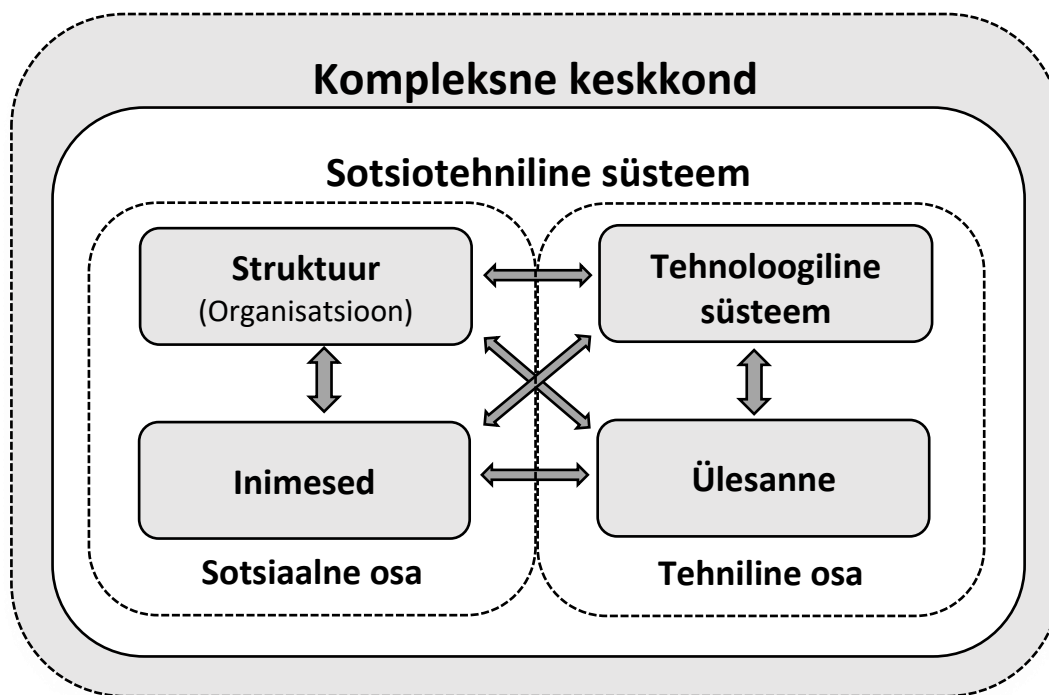 Kompleksne keskkond
Sotsiotehniline süsteem
Struktuur
(Organisatsioon)
Tehnoloogiline
süsteem
Inimesed
Ülesanne
Sotsiaalne osa
Tehniline osa